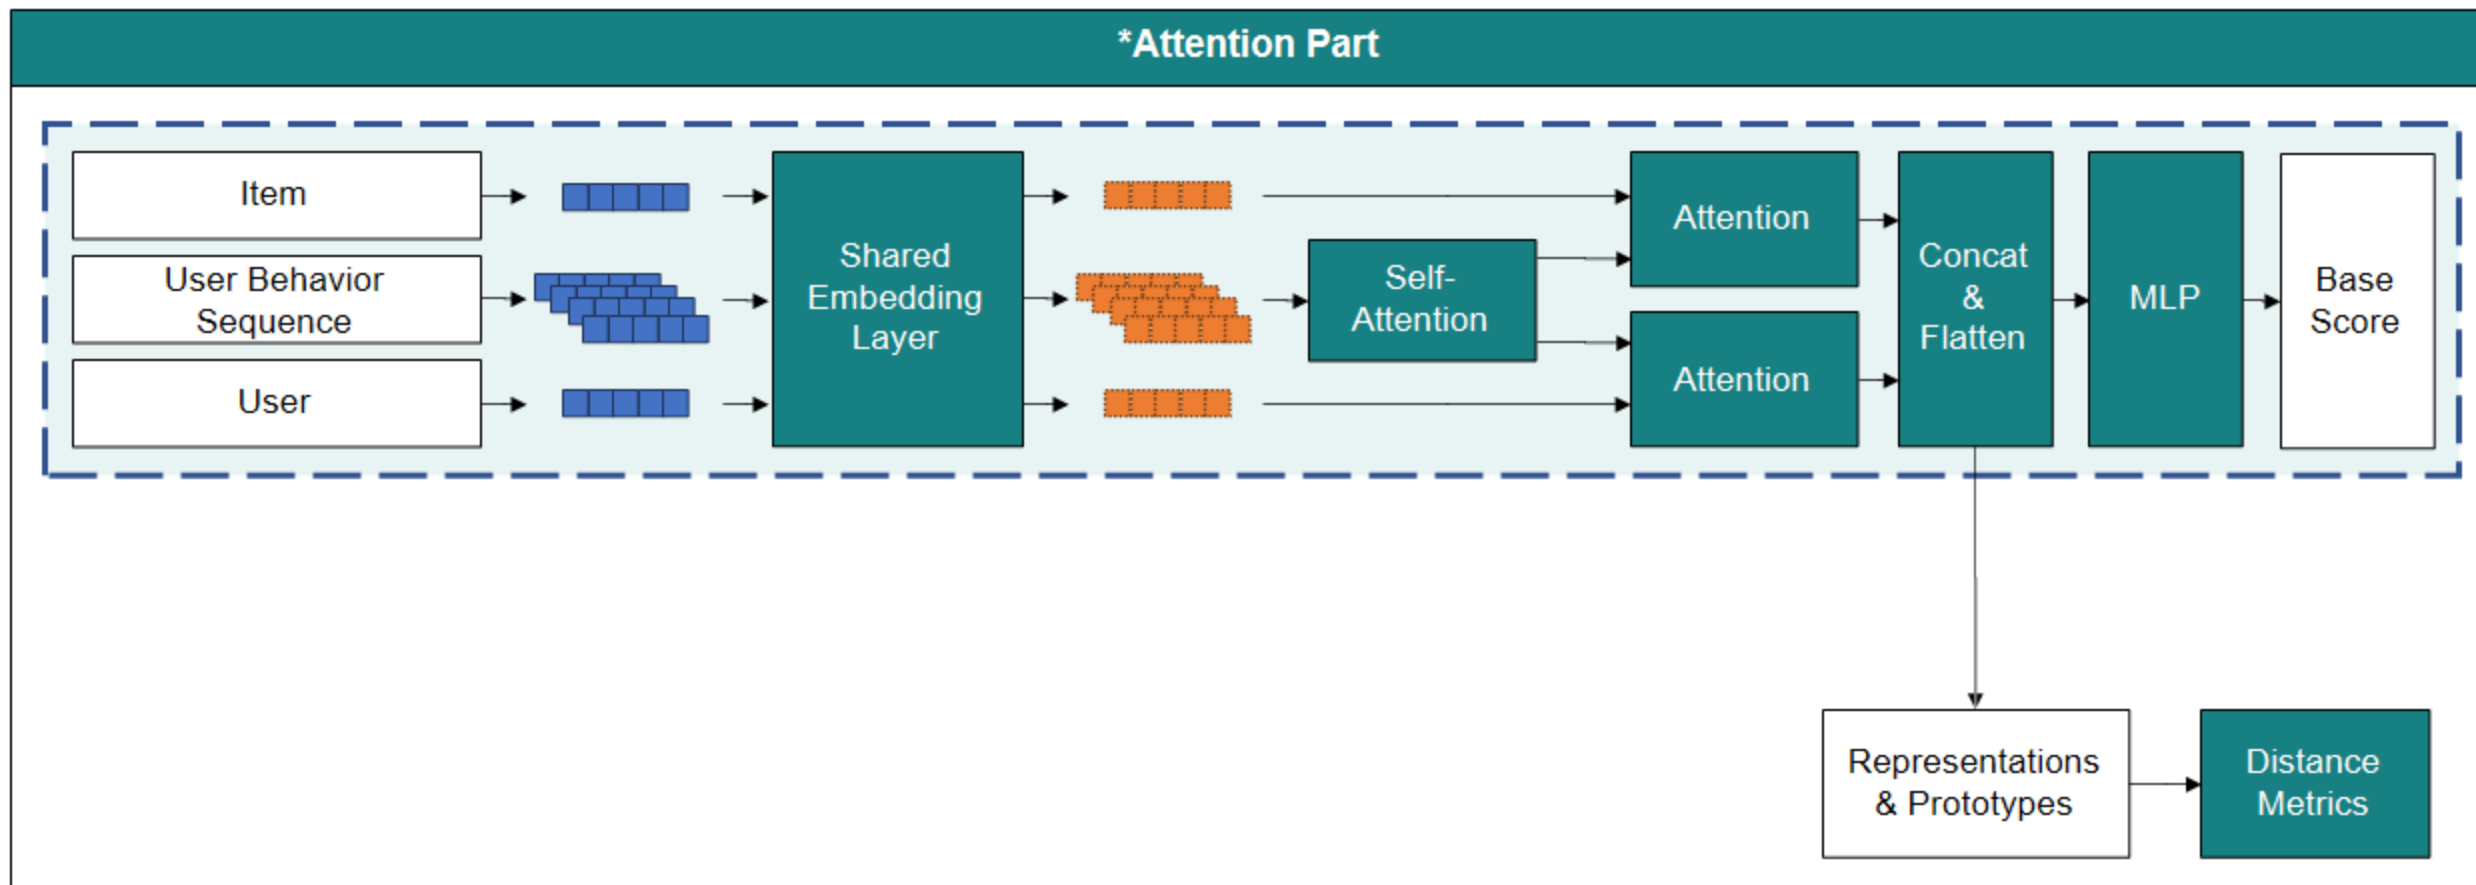 *Attention Part
Item
User Behavior
Sequence
User
Shared
Embedding
Layer
Self-
Attention
Attention
Attention
Concat
&
Flatten
MLP
Base
Score
Representations
& Prototypes
Distance
Metrics